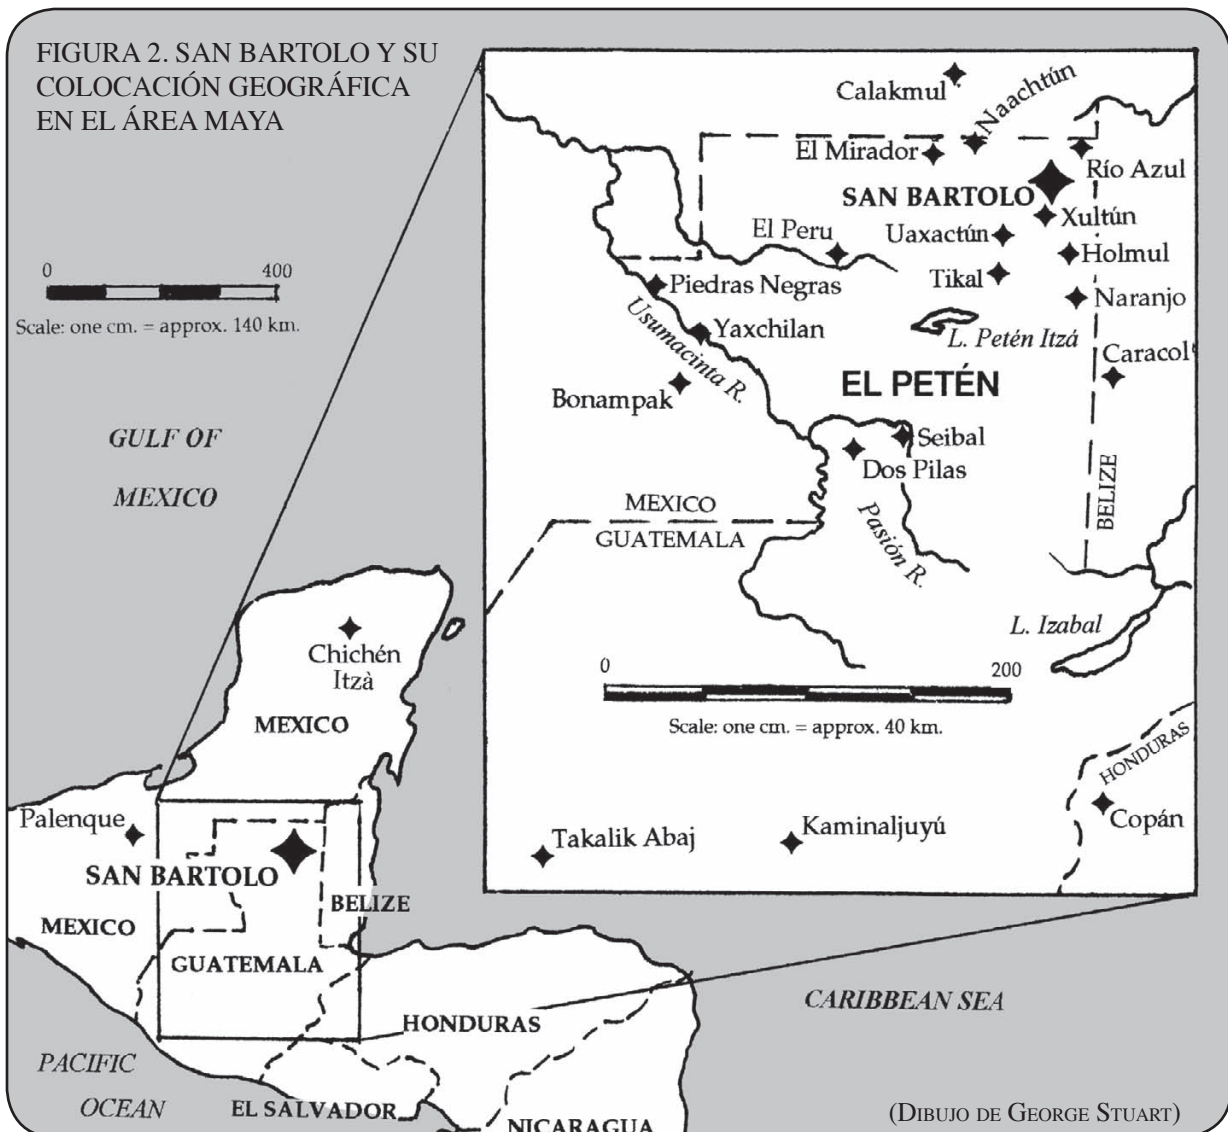 FIGURA 2. SAN BARTOLO Y SU
COLOCACIÓN GEOGRÁFICA
EN EL ÁREA MAYA
0 400
Scale: one cm. = approx. 140 km.
GULF OF
MEXICO
Chichén
Itzà
MEXICO
Palenque
SAN BARTOLO
BELIZE
MEXICO
GUATEMALA
HONDURAS
PACIFIC
OCEAN
EL SALVADOR
NICARAGUA
CARIBBEAN SEA
Calakmul
Naachtún
El Mirador
Río Azul
SAN BARTOLO
Xultún
El Peru
Uaxactún
Holmul
Tikal
Piedras Negras
Naranjo
Usumacinta R.
Yaxchilan
L. Petén Itzá
Caracol
EL PETÉN
Bonampak
Seibal
Dos Pilas
BELIZE
MEXICO
GUATEMALA
Pasión R.
L. Izabal
0 200
Scale: one cm. = approx. 40 km.
HONDURAS
Copán
Takalik Abaj
Kaminaljuyú
(DIBUJO DE GEORGE STUART)